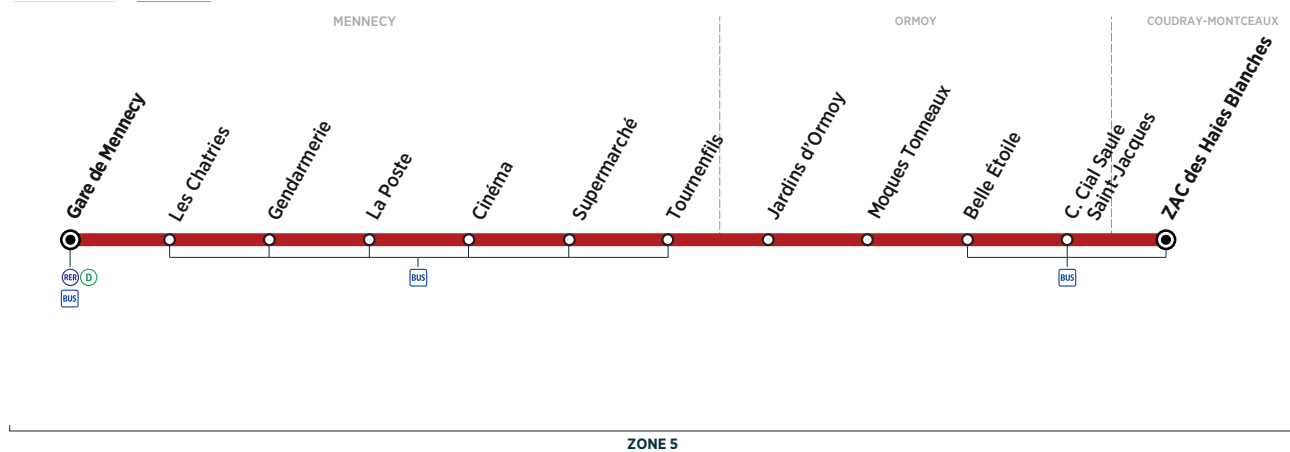 MENNECY
ORMOY
COUDRAY-MONTCEAUX
Gare de Mennecy
Les Chatries
Gendarmerie
La Poste
Cinéma
Supermarché
Tournenfils
Jardins d'Ormoy
Moques Tonneaux
Belle Étoile
C. Cial Saule
Saint-Jacques
ZAC des Haies Blanches
RER D
BUS
BUS
BUS
ZONE 5